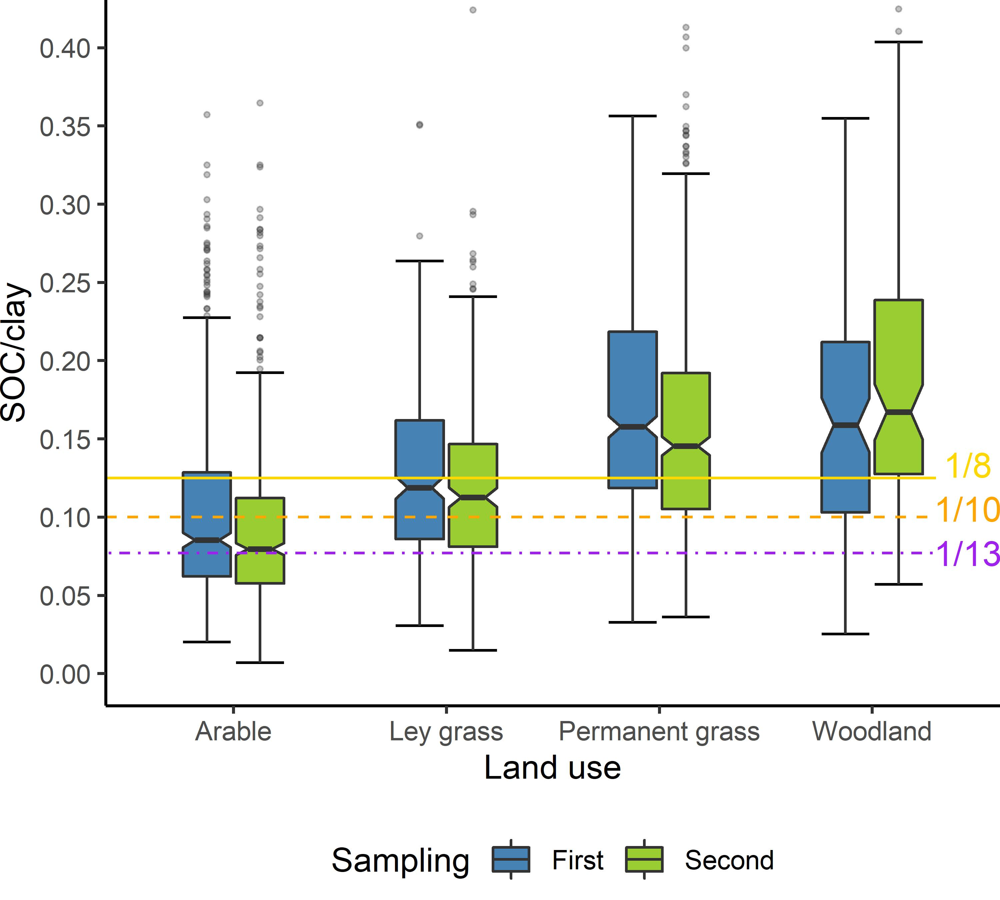 SOC/clay
0.40
0.35
0.30
0.25
0.20
0.15
0.10
0.05
0.00
1/8
1/10
1/13
Arable
Ley grass
Permanent grass
Woodland
Land use
Sampling
First
Second